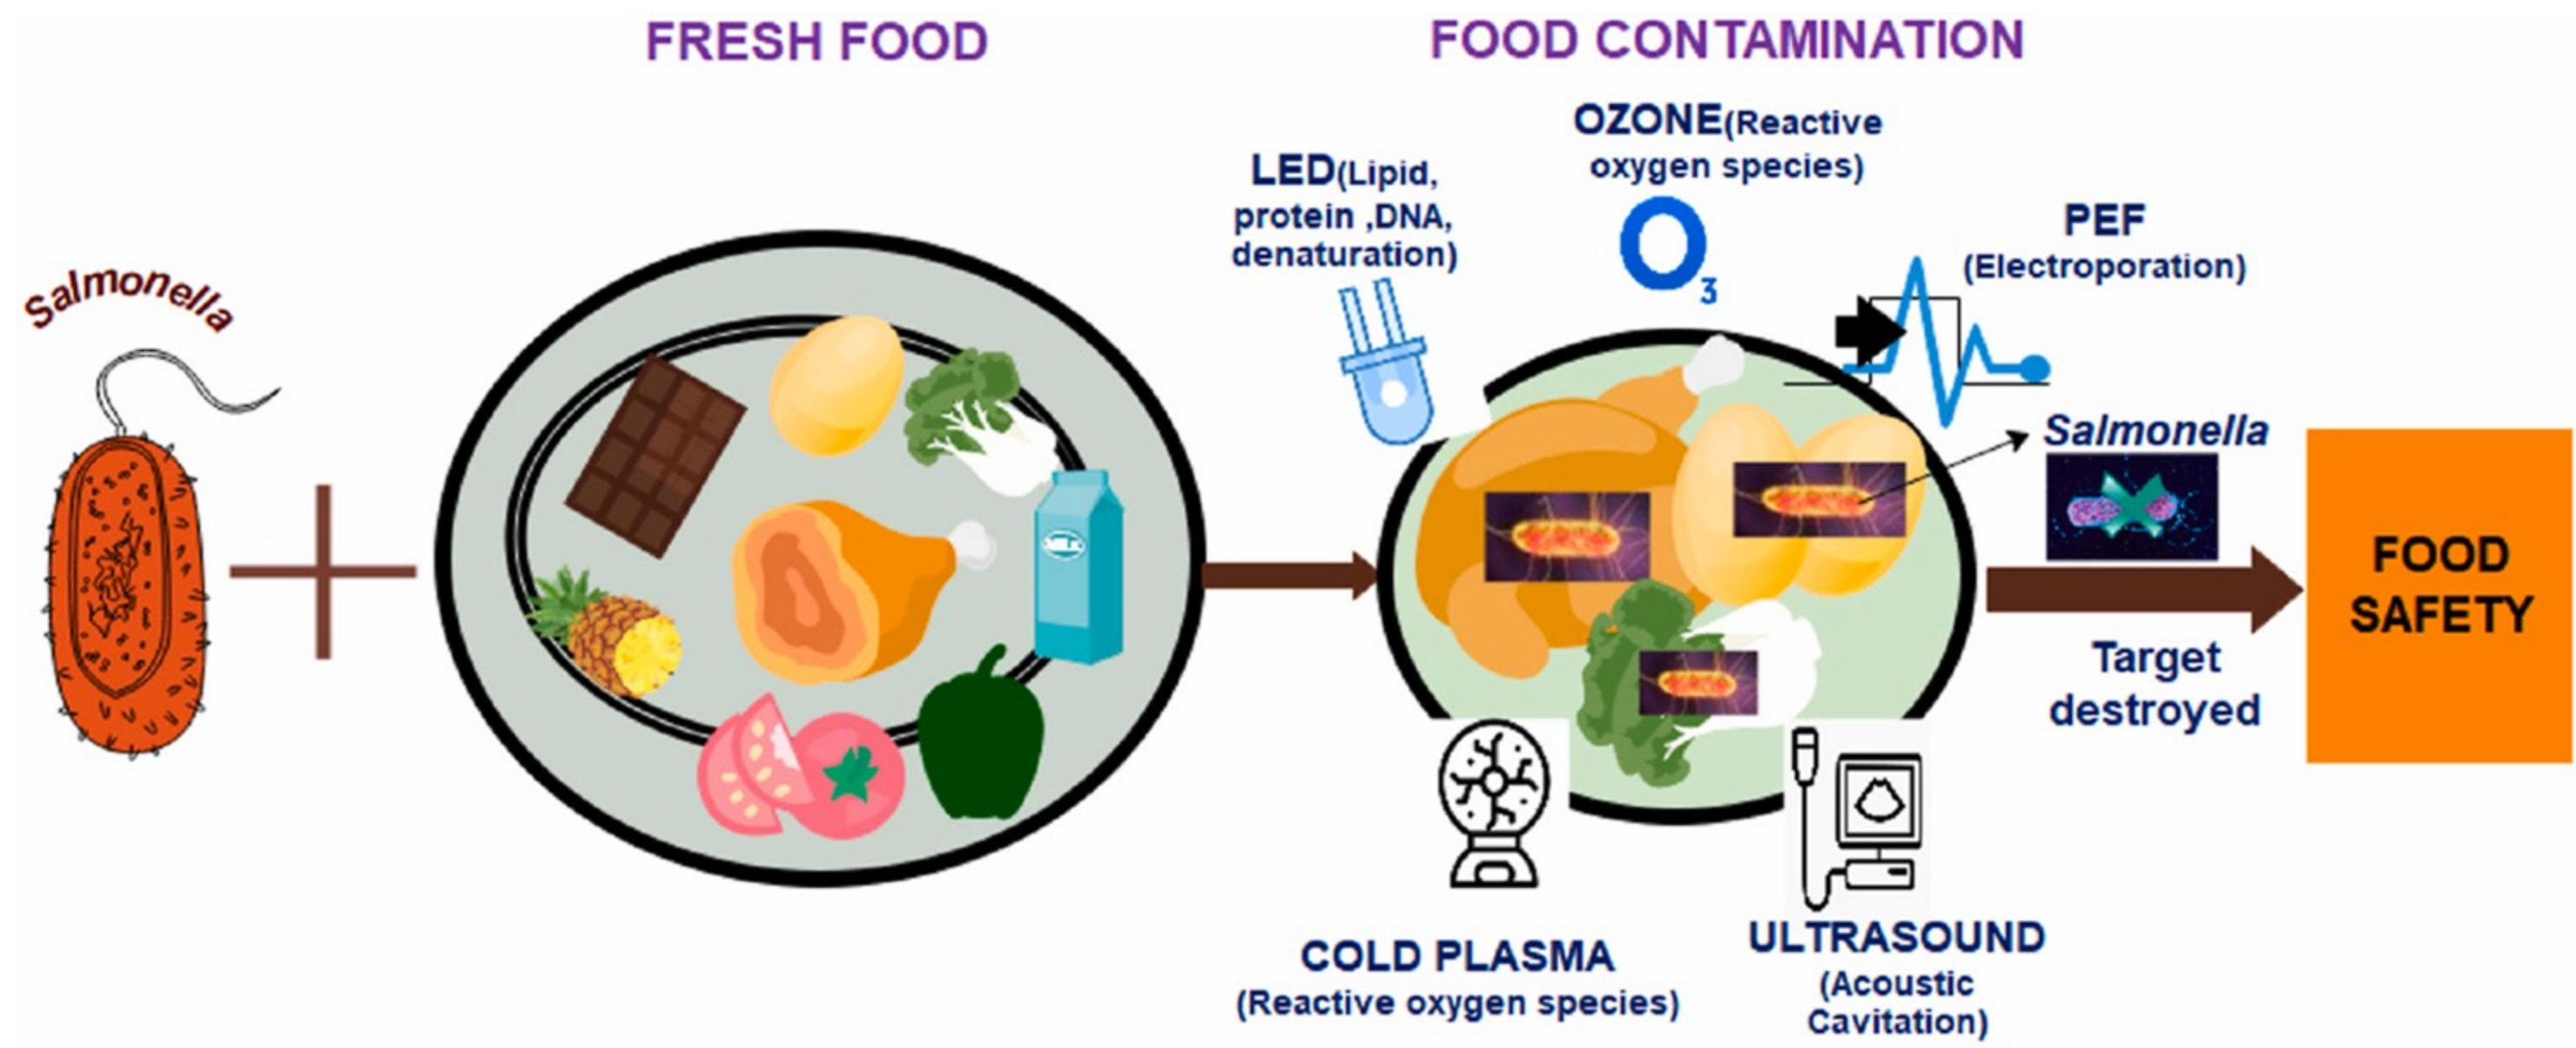 FRESH FOOD
FOOD CONTAMINATION
Salmonella
MILK
LED(Lipid,
protein ,DNA,
denaturation)
OZONE(Reactive
oxygen species)
O3
PEF
(Electroporation)
Salmonella
Target
destroyed
FOOD
SAFETY
COLD PLASMA
(Reactive oxygen species)
ULTRASOUND
(Acoustic
Cavitation)